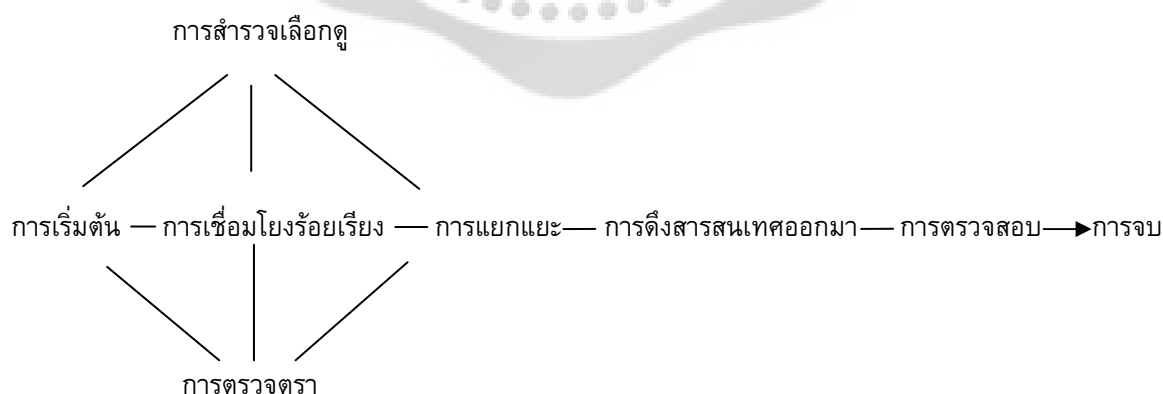 การสำรวจเลือกดู
การเริ่มต้น การเชื่อมโยงร้อยเรียง การแยกแยะ การดึงสารสนเทศออกมา การตรวจสอบ การจบ
การตรวจตรา